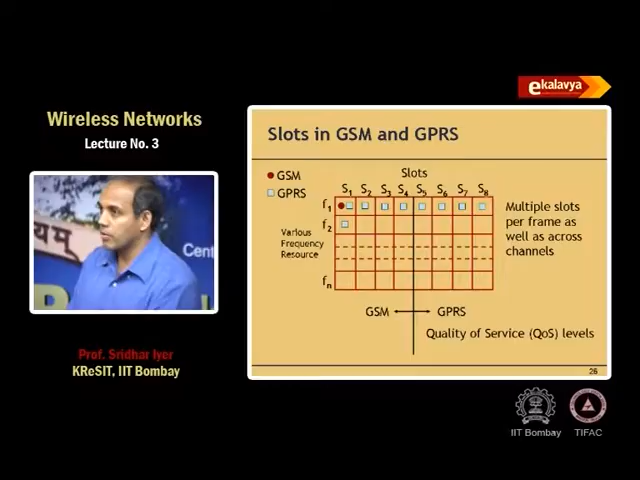 ekalavya
Wireless Networks
Lecture No. 3
Slots in GSM and GPRS
GSM
GPRS
Slots
S1 S2 S3 S4 S5 S6 S7 S8
f1
f2
Various
Frequency
Resource
fn
Multiple slots
per frame as
well as across
channels
GSM
GPRS
Quality of Service (QoS) levels
26
यम्
Cent
Prof. Sridhar Iyer
KReSIT, IIT Bombay
IIT Bombay
TIFAC